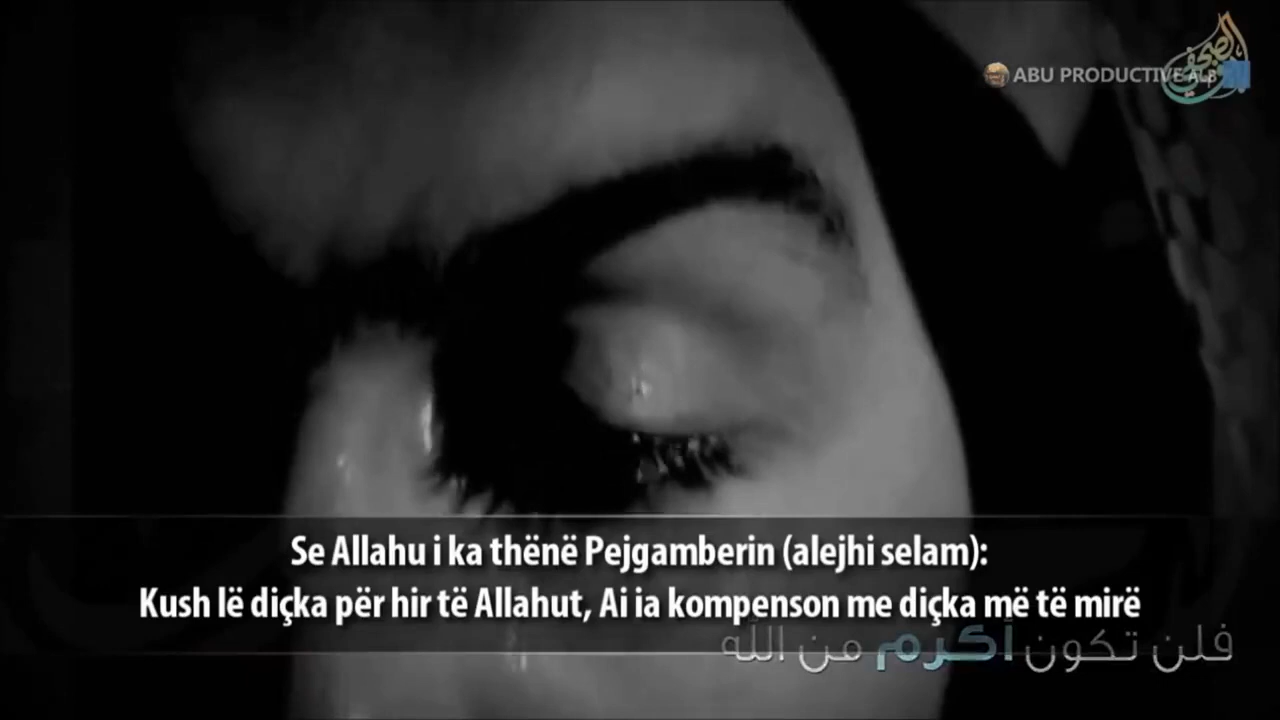 ABU PRODUCTIVE ALB
Se Allahu i ka thënë Pejgamberin (alejhi selam):
Kush lë diçka për hir të Allahut, Ai ia kompenson me diçka më të mirë
فلن تكون أكرم من الله